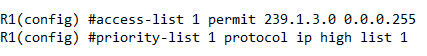 R1(config) #access-list 1 permit 239.1.3.0 0.0.0.255
R1(config) #priority-list 1 protocol ip high list 1